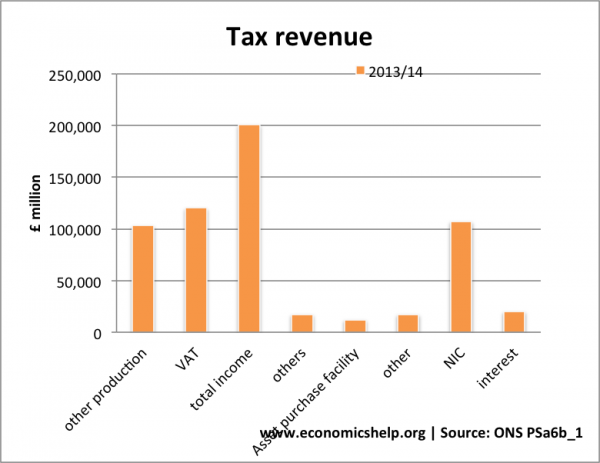 Tax revenue
2013/14
250,000
200,000
150,000
100,000
50,000
0
£ million
other production
VAT
total income
others
Asset purchase facility
other
NIC
interest
www.economicshelp.org | Source: ONS PSa6b_1